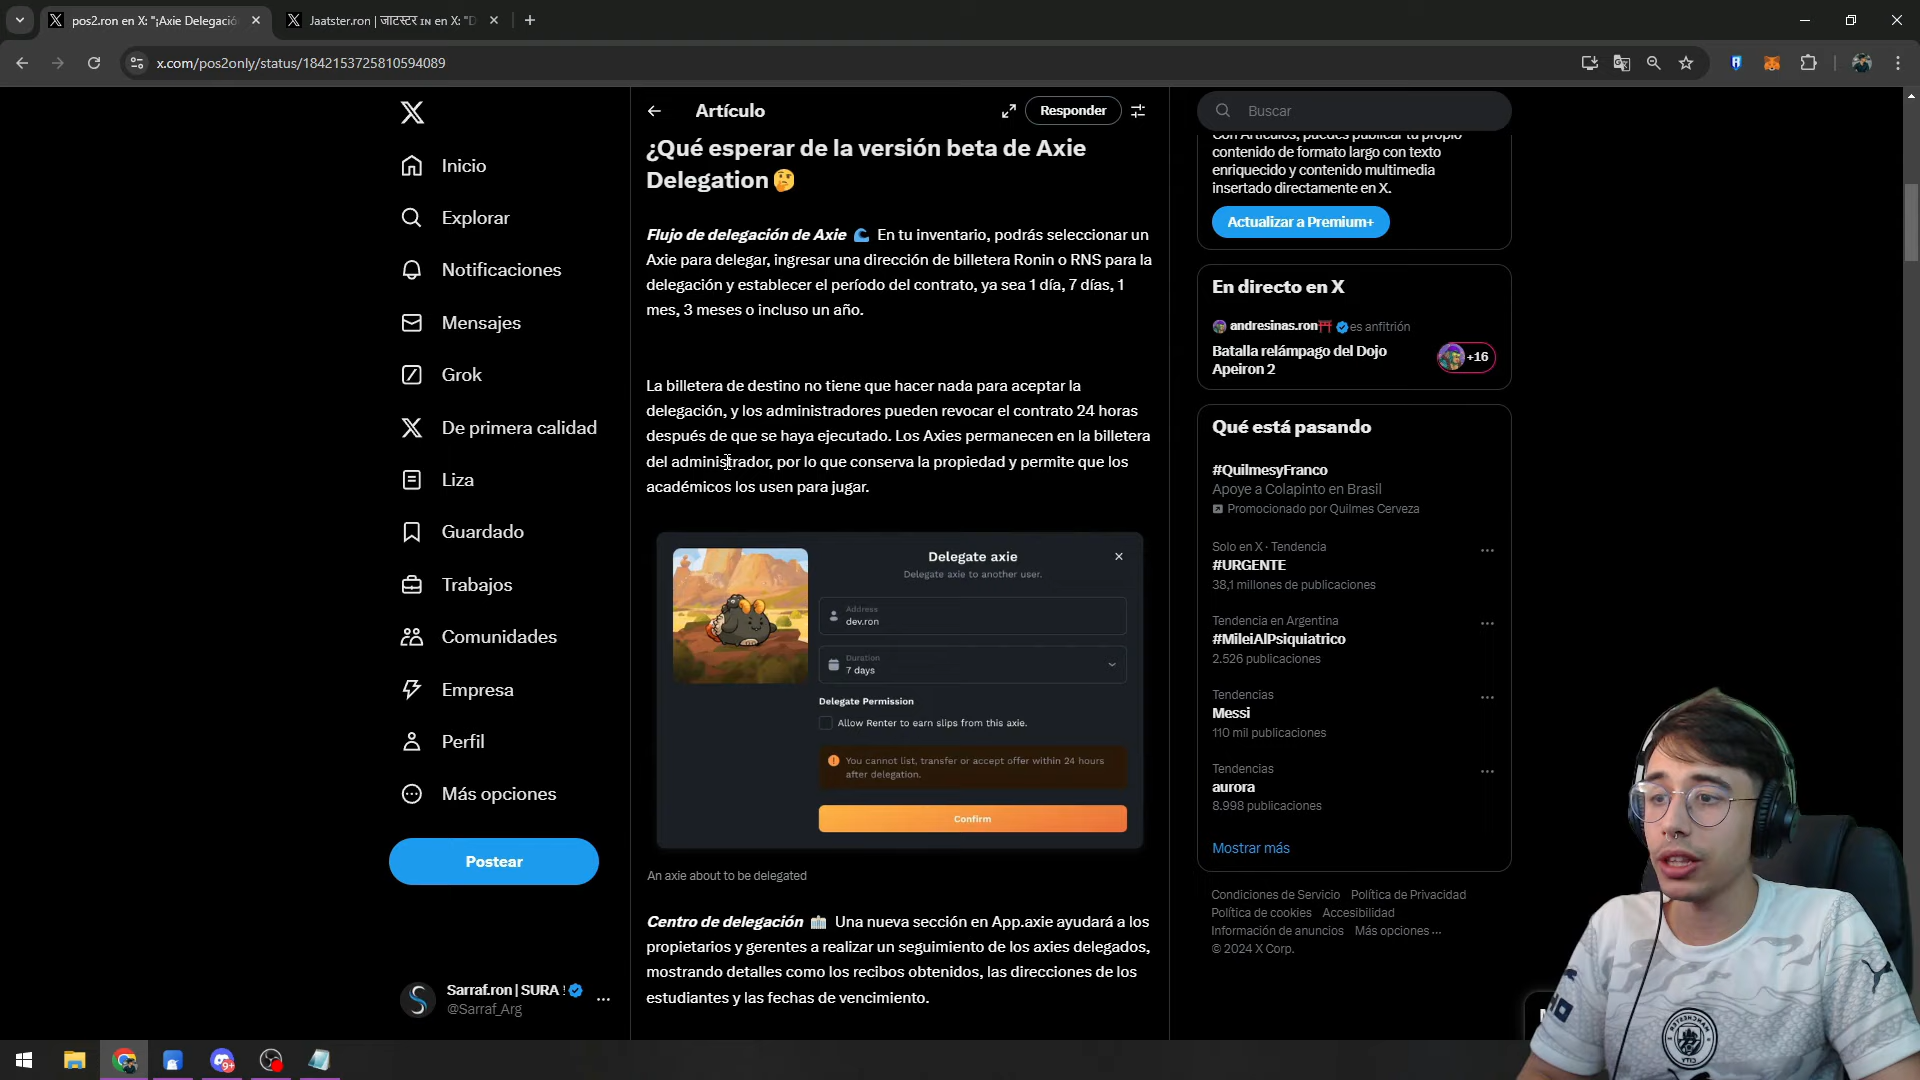 pos2.ron en X: "¡Axie Delegació
Jaatster.ron | जाटस्टर IN en X: "D
x.com/pos2only/status/1842153725810594089
Inicio
Explorar
Notificaciones
Mensajes
Grok
De primera calidad
Liza
Guardado
Trabajos
Comunidades
Empresa
Perfil
Más opciones
Postear
Sarraf.ron | SURA !
@Sarraf_Arg
Artículo
Responder
¿Qué esperar de la versión beta de Axie
Delegation 🤔
Flujo de delegación de Axie 🌊 En tu inventario, podrás seleccionar un
Axie para delegar, ingresar una dirección de billetera Ronin o RNS para la
delegación y establecer el período del contrato, ya sea 1 día, 7 días, 1
mes, 3 meses o incluso un año.
La billetera de destino no tiene que hacer nada para aceptar la
delegación, y los administradores pueden revocar el contrato 24 horas
después de que se haya ejecutado. Los Axies permanecen en la billetera
del administrador, por lo que conserva la propiedad y permite que los
académicos los usen para jugar.
Delegate axie
Delegate axie to another user.
Address
dev.ron
Duration
7 days
Delegate Permission
Allow Renter to earn slips from this axie.
You cannot list, transfer or accept offer within 24 hours
after delegation.
Confirm
An axie about to be delegated
Centro de delegación 🏫 Una nueva sección en App.axie ayudará a los
propietarios y gerentes a realizar un seguimiento de los axies delegados,
mostrando detalles como los recibos obtenidos, las direcciones de los
estudiantes y las fechas de vencimiento.
Buscar
Con Artículos, puedes publicar tu propio
contenido de formato largo con texto
enriquecido y contenido multimedia
insertado directamente en X.
Actualizar a Premium+
En directo en X
andresinas.ron⛩ es anfitrión
Batalla relámpago del Dojo
Apeiron 2
+16
Qué está pasando
#QuilmesyFranco
Apoye a Colapinto en Brasil
Promocionado por Quilmes Cerveza
Solo en X · Tendencia
#URGENTE
38,1 millones de publicaciones
Tendencia en Argentina
#MileiAlPsiquiatrico
2.526 publicaciones
Tendencias
Messi
110 mil publicaciones
Tendencias
aurora
8.998 publicaciones
Mostrar más
Condiciones de Servicio Política de Privacidad
Política de cookies Accesibilidad
Información de anuncios Más opciones ...
© 2024 X Corp.
9+